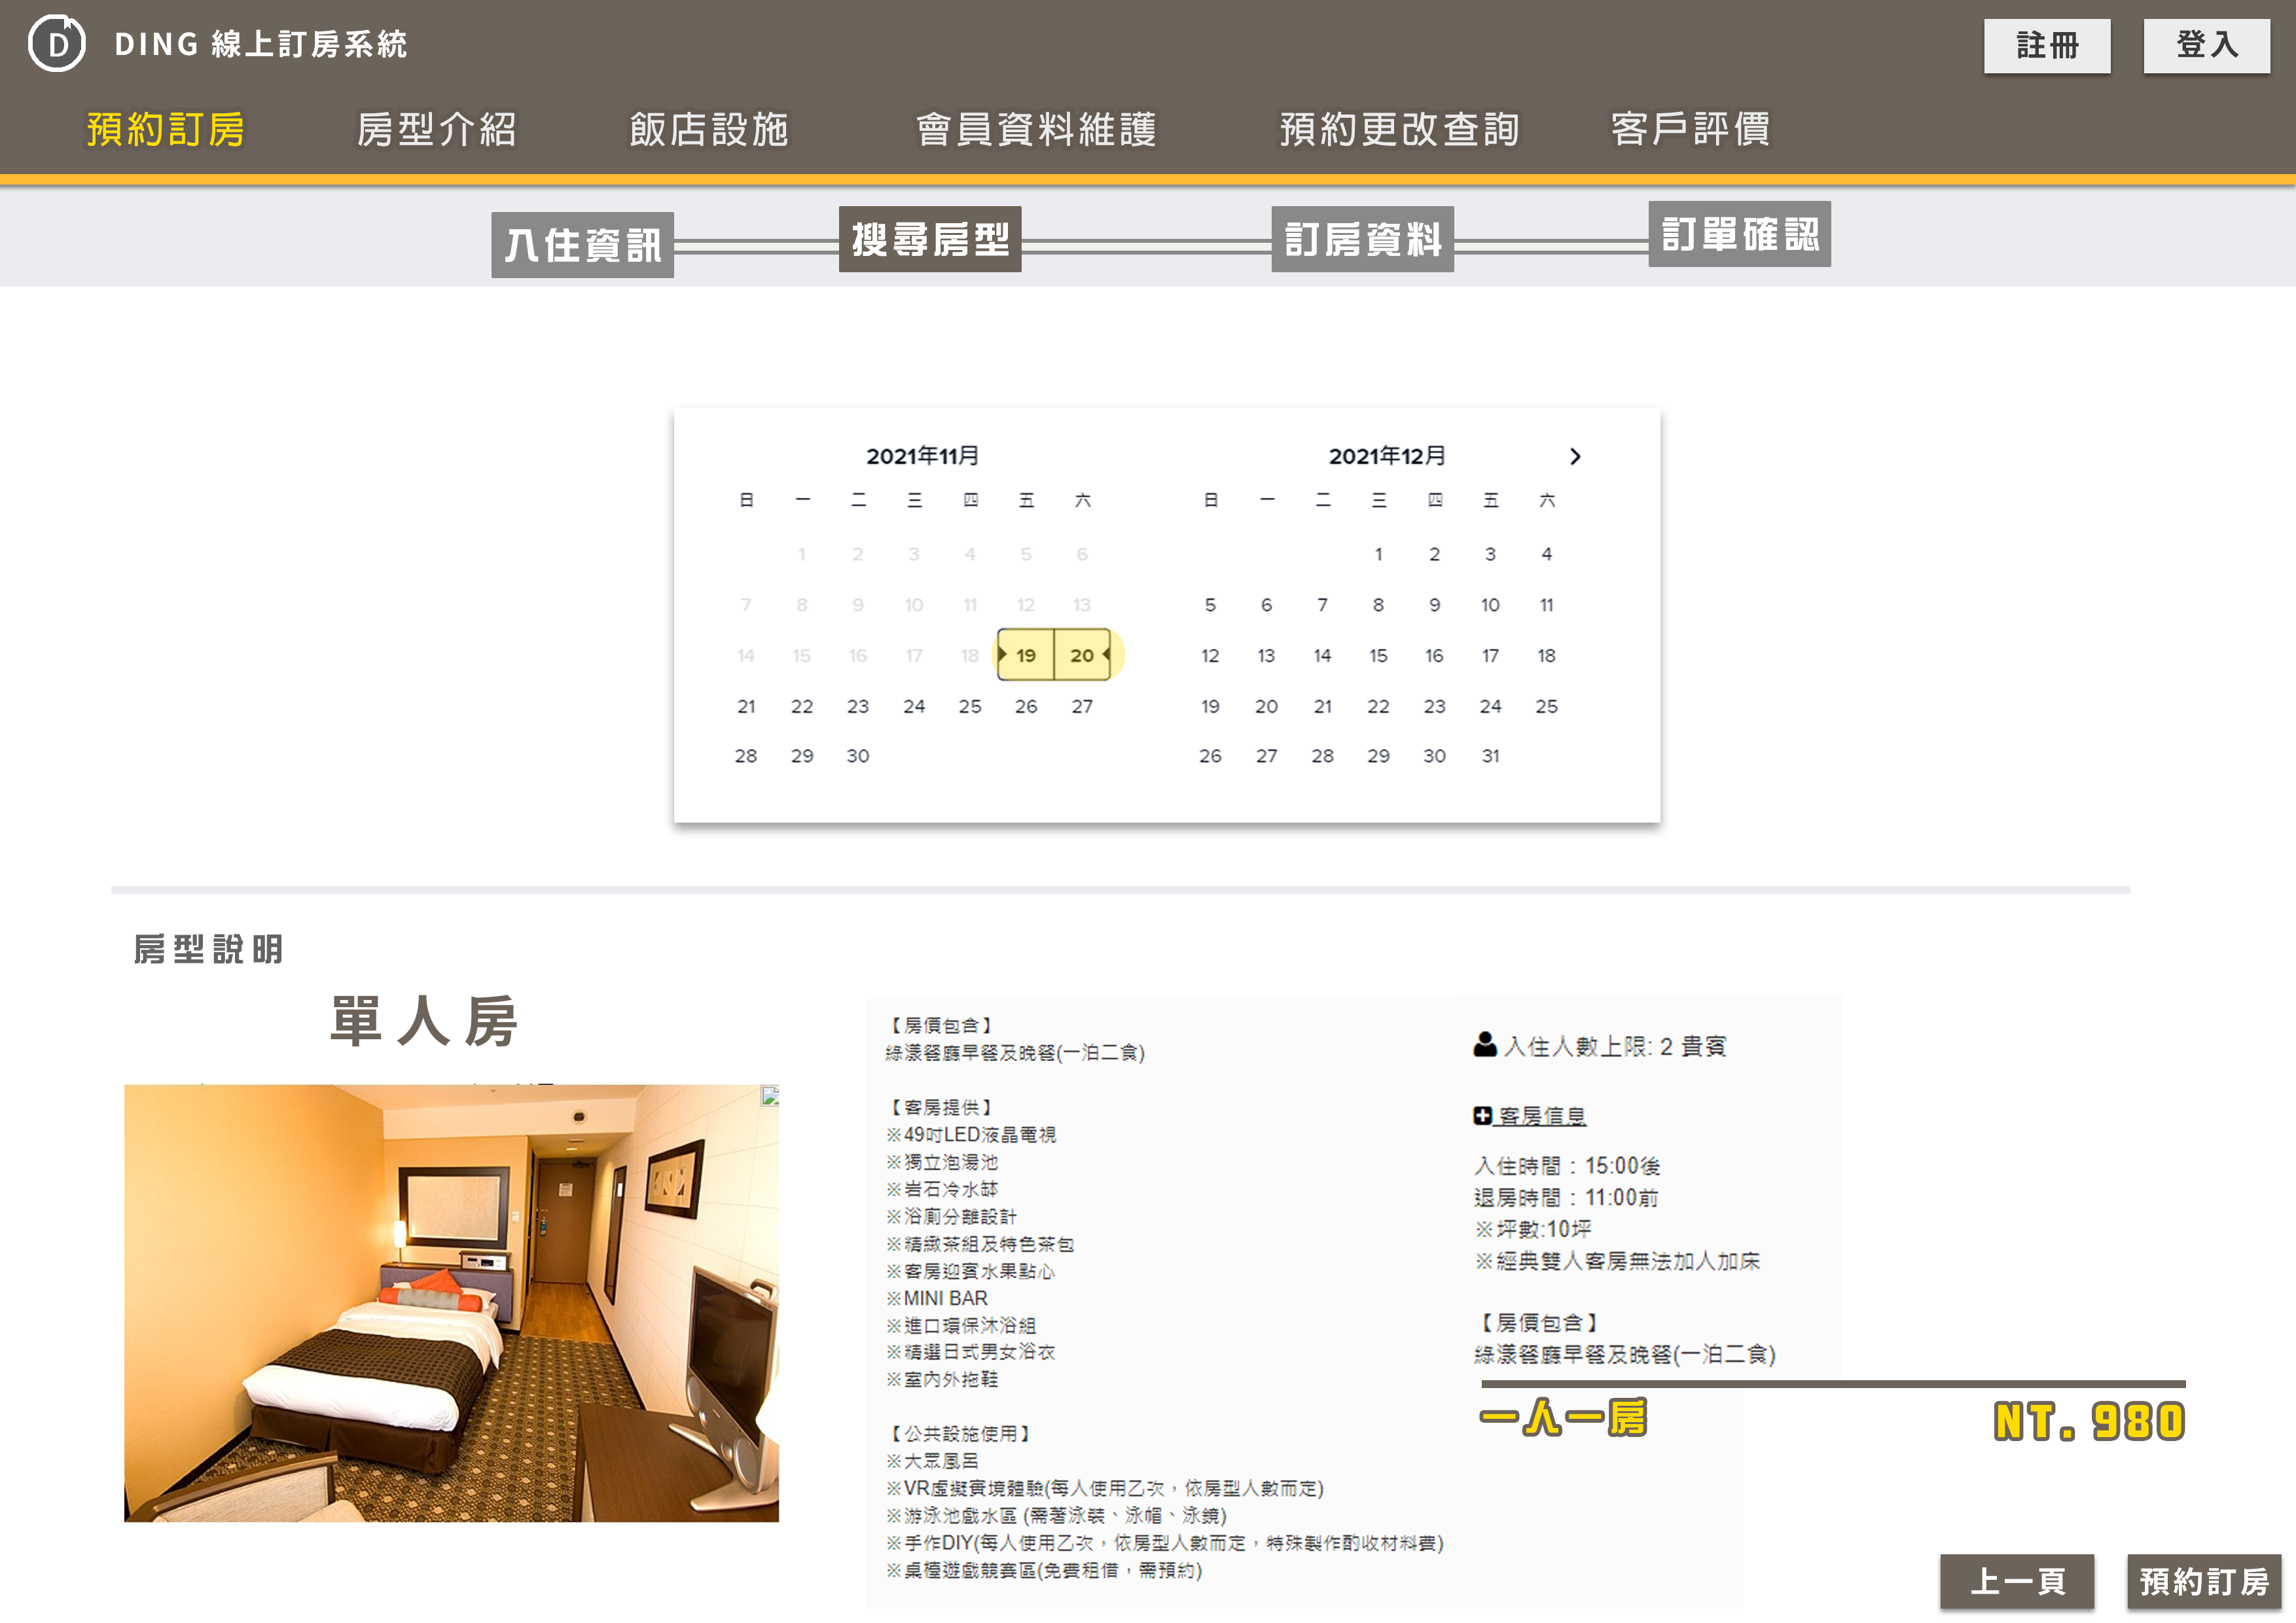 D
DING 線上訂房系統
註冊
登入
預約訂房
房型介紹
飯店設施
會員資料維護
預約更改查詢
客戶評價
入住資訊
搜尋房型
訂房資料
訂單確認
2021年11月
日 一 二 三 四 五 六
1 2 3 4 5 6
7 8 9 10 11 12 13
14 15 16 17 18 19 20
21 22 23 24 25 26 27
28 29 30
2021年12月
日 一 二 三 四 五 六
1 2 3 4
5 6 7 8 9 10 11
12 13 14 15 16 17 18
19 20 21 22 23 24 25
26 27 28 29 30 31
房型說明
單人房
【房價包含】
綠漾餐廳早餐及晚餐(一泊二食)
【客房提供】
※49吋LED液晶電視
※獨立泡湯池
※岩石冷水缽
※浴廁分離設計
※精緻茶組及特色茶包
※客房迎賓水果點心
※MINI BAR
※進口環保沐浴組
※精選日式男女浴衣
※室內外拖鞋
【公共設施使用】
※大眾風呂
※VR虛擬實境體驗(每人使用乙次，依房型人數而定)
※游泳池戲水區 (需著泳裝、泳帽、泳鏡)
※手作DIY(每人使用乙次，依房型人數而定，特殊製作酌收材料費)
※桌檯遊戲競賽區(免費租借，需預約)
入住人數上限: 2 貴賓
客房信息
入住時間：15:00後
退房時間：11:00前
※坪數:10坪
※經典雙人客房無法加人加床
【房價包含】
綠漾餐廳早餐及晚餐(一泊二食)
一人一房
NT. 980
上一頁
預約訂房